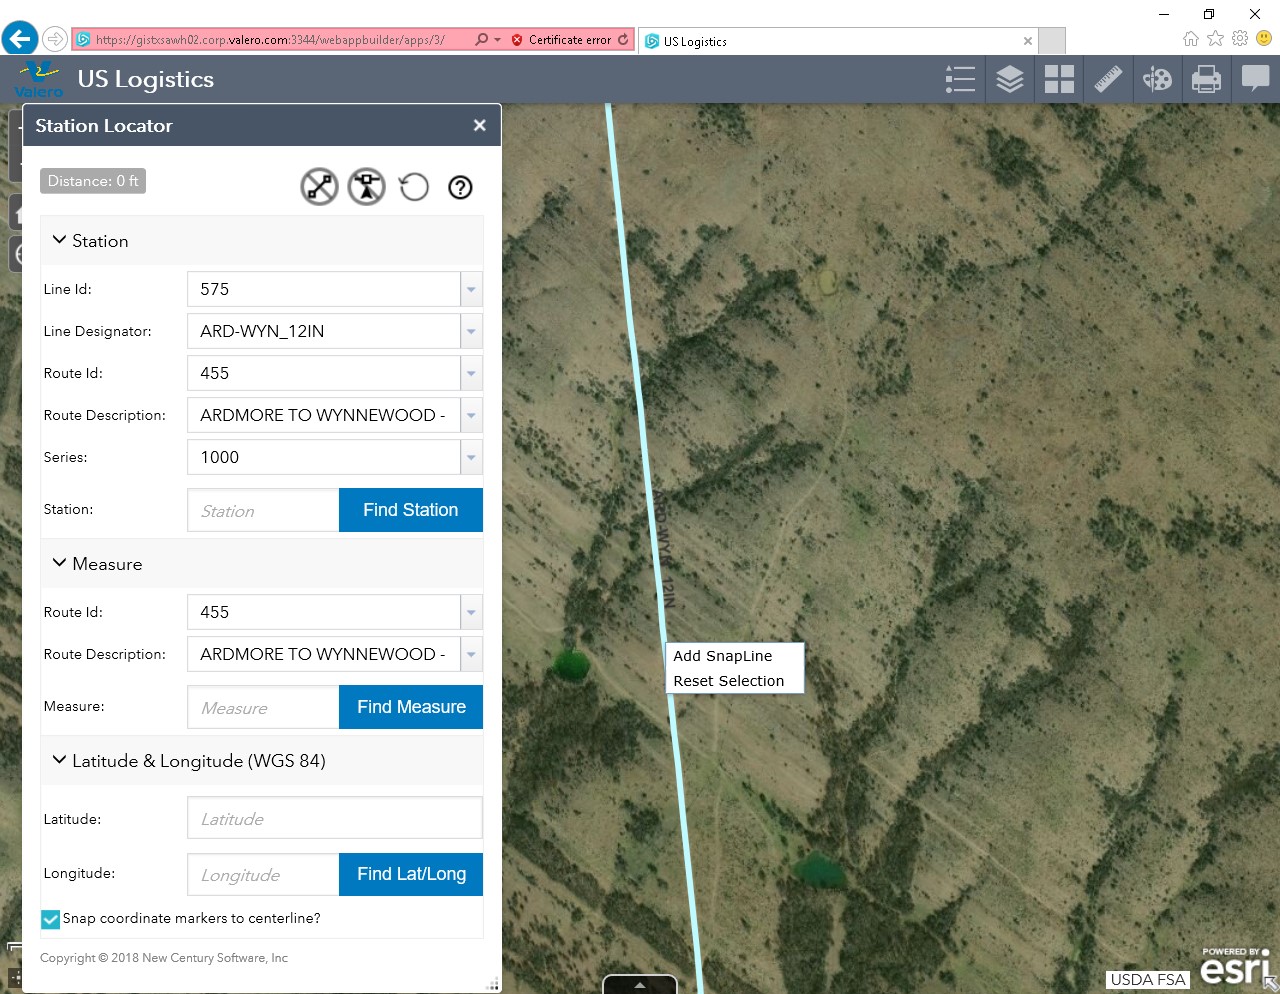 https://gistxsawh02.corp.valero.com:3344/webappbuilder/apps/3/
Certificate error
US Logistics
Valero
US Logistics
Station Locator
Distance: 0 ft
Station
Line Id:
575
Line Designator:
ARD-WYN_12IN
Route Id:
455
Route Description:
ARDMORE TO WYNNEWOOD -
Series:
1000
Station:
Station
Find Station
Measure
Route Id:
455
Route Description:
ARDMORE TO WYNNEWOOD -
Measure:
Measure
Find Measure
Latitude & Longitude (WGS 84)
Latitude:
Latitude
Longitude:
Longitude
Find Lat/Long
Snap coordinate markers to centerline?
Copyright © 2018 New Century Software, Inc
Add SnapLine
Reset Selection
POWERED BY
esri
USDA FSA